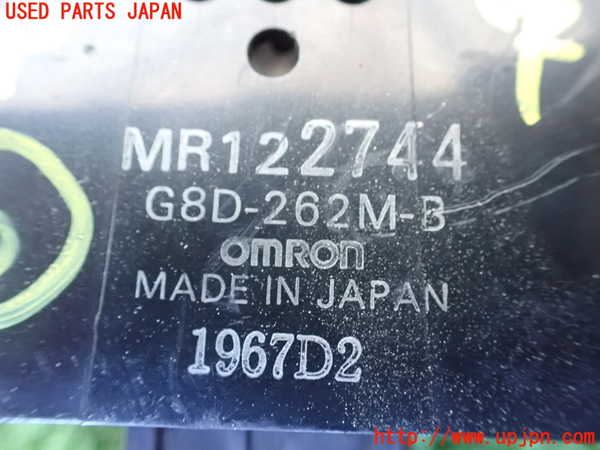 USED PARTS JAPAN
MR122744
G8D-262M-B
OMRON
MADE IN JAPAN
1967D2
http://www.upjpn.com/